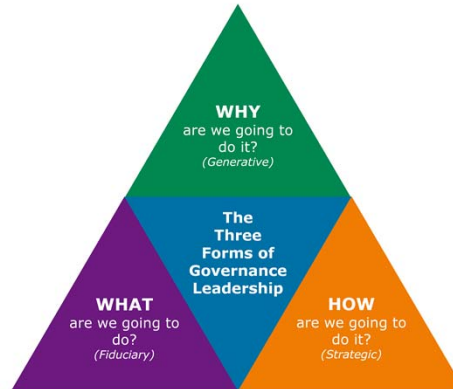 WHY
are we going to
do it?
(Generative)
The
Three
Forms of
Governance
Leadership
WHAT
are we going to
do?
(Fiduciary)
HOW
are we going to
do it?
(Strategic)